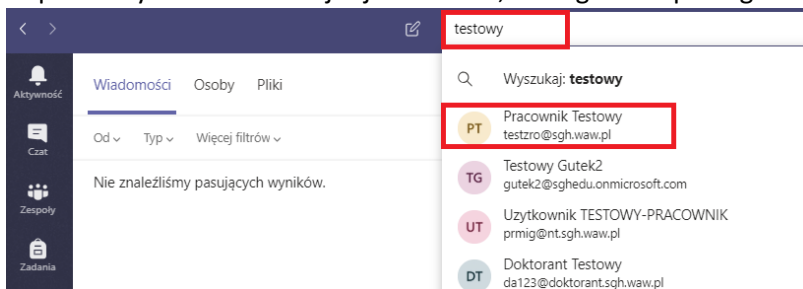 testowy
Aktywność
Czat
Zespoły
Zadania
Wiadomości Osoby Pliki
Od Typ Więcej filtrów
Nie znaleźliśmy pasujących wyników.
Wyszukaj: testowy
PT Pracownik Testowy
testzro@sgh.waw.pl
TG Testowy Gutek2
gutek2@sghedu.onmicrosoft.com
UT Uzytkownik TESTOWY-PRACOWNIK
prmig@nt.sgh.waw.pl
DT Doktorant Testowy
da123@doktorant.sgh.waw.pl